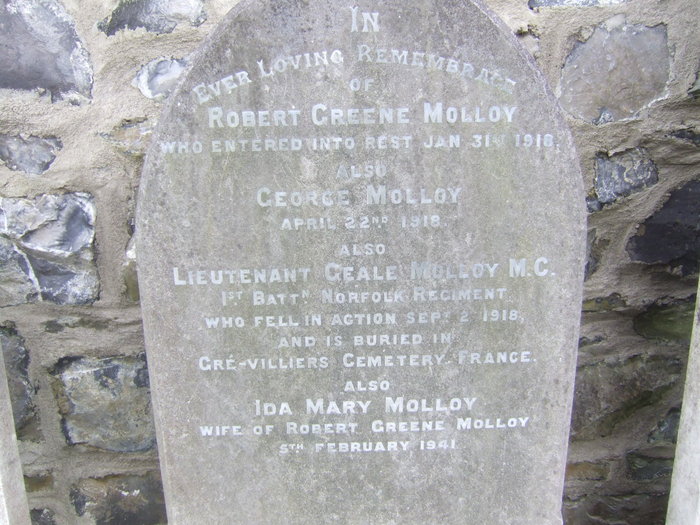 IN
EVER LOVING REMEMBRACE
OF
ROBERT GREENE MOLLOY
WHO ENTERED INTO REST JAN 31ST 1918,
ALSO
GEORGE MOLLOY
APRIL 22ND 1918.
ALSO
LIEUTENANT GEALE MOLLOY M.C.
1ST BATTN NORFOLK REGIMENT
WHO FELL IN ACTION SEPT 2 1918,
AND IS BURIED IN
GRÉ-VILLIERS CEMETERY, FRANCE.
ALSO
IDA MARY MOLLOY
WIFE OF ROBERT GREENE MOLLOY
5TH FEBRUARY 1941.